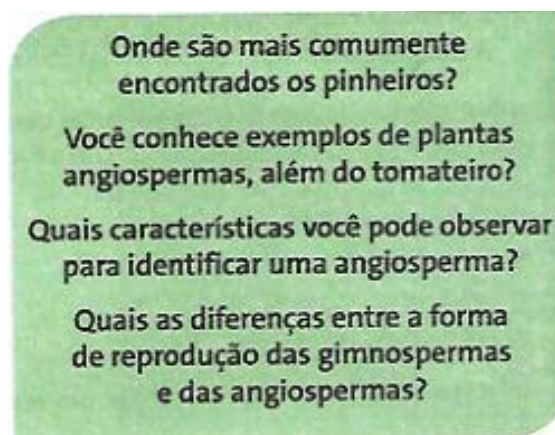 Onde são mais comumente
encontrados os pinheiros?
Você conhece exemplos de plantas
angiospermas, além do tomateiro?
Quais características você pode observar
para identificar uma angiosperma?
Quais as diferenças entre a forma
de reprodução das gimnospermas
e das angiospermas?